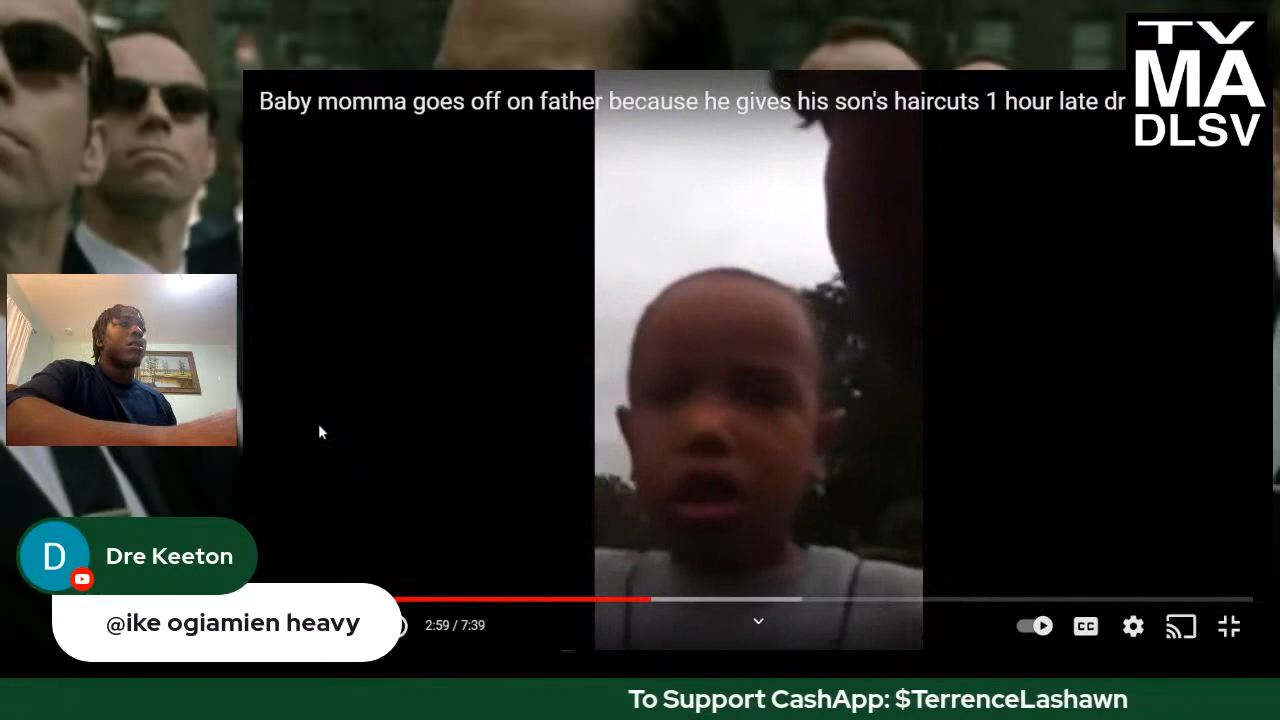 TV
MA
DLSV
Baby momma goes off on father because he gives his son's haircuts 1 hour late dr
D
Dre Keeton
@ike ogiamien heavy
2:59 / 7:39
CC
To Support CashApp: $TerrenceLashawn